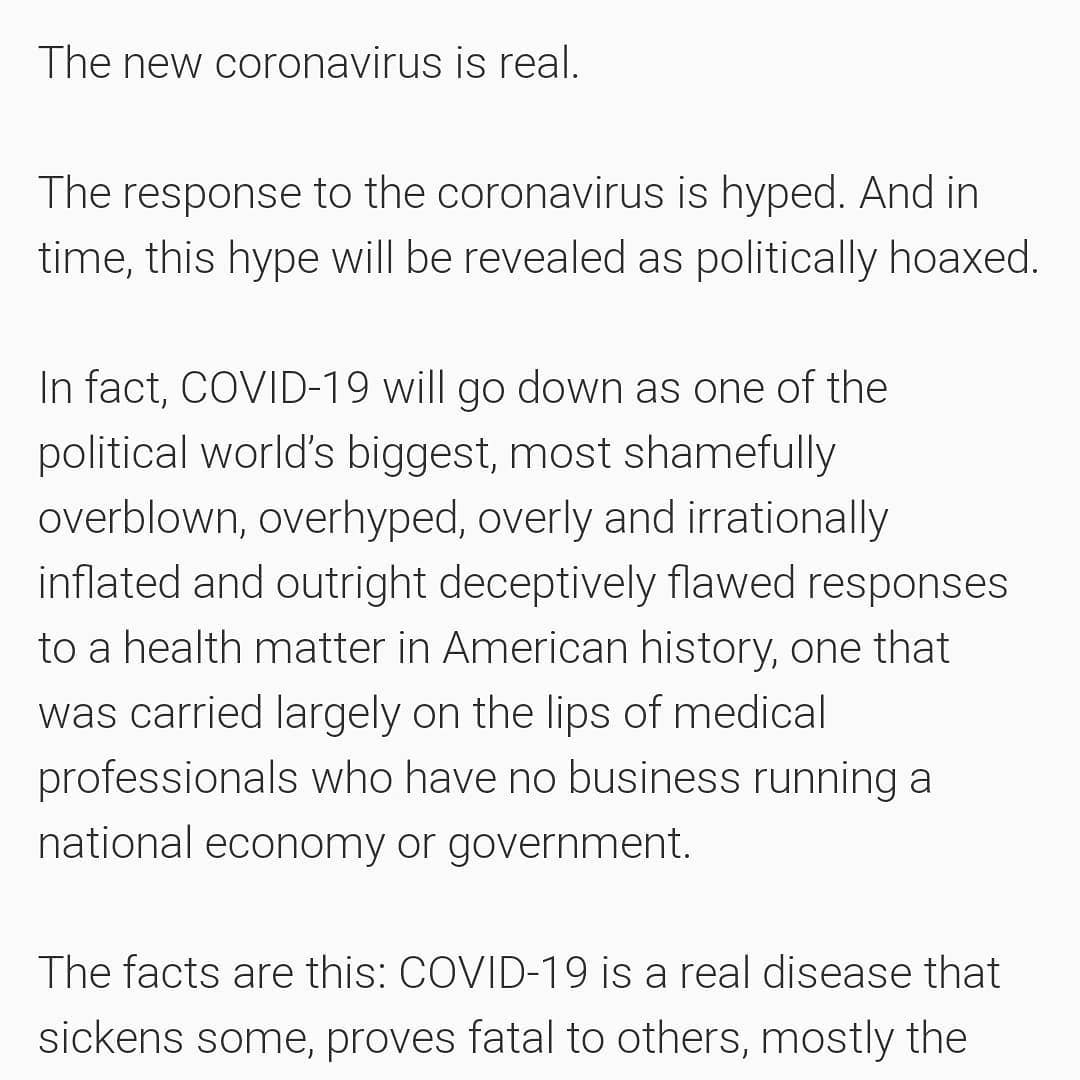 The new coronavirus is real.
The response to the coronavirus is hyped. And in
time, this hype will be revealed as politically hoaxed.
In fact, COVID-19 will go down as one of the
political world’s biggest, most shamefully
overblown, overhyped, overly and irrationally
inflated and outright deceptively flawed responses
to a health matter in American history, one that
was carried largely on the lips of medical
professionals who have no business running a
national economy or government.
The facts are this: COVID-19 is a real disease that
sickens some, proves fatal to others, mostly the